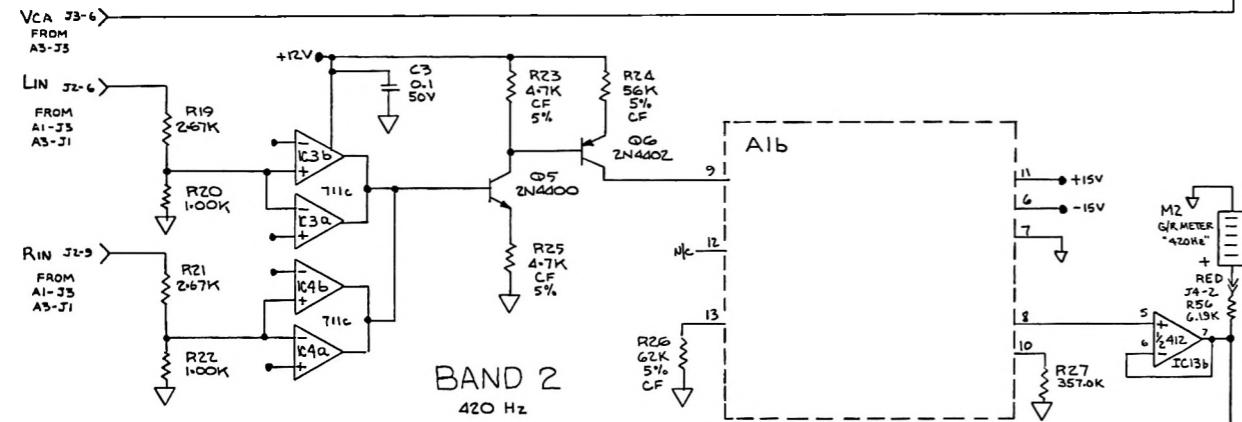 VCA J3-6
FROM
A3-J3
LIN J2-6
FROM
A1-J3
A3-J1
R19
2.67K
R20
1.00K
RIN J2-9
FROM
A1-J3
A3-J1
R21
2.67K
R22
1.00K
+12V
C3
0.1
50V
IC3b
711c
IC3a
IC4b
711c
IC4a
R23
4.7K
CF
5%
R24
56K
5%
CF
Q6
2N4402
Q5
2N4400
R25
4.7K
CF
5%
BAND 2
420 Hz
A1b
9
N/C 12
13
R26
62K
5%
CF
11 +15V
6 -15V
7
8
10
R27
357.0K
5 +
6 -
7
½412
IC13b
M2
G/R METER
"420Hz"
+
RED
J4-2
R56
6.19K